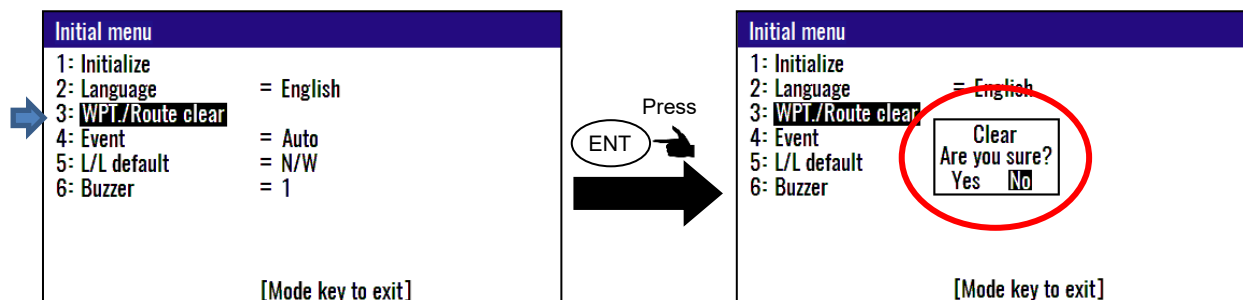 Initial menu
1: Initialize
2: Language = English
3: WPT./Route clear
4: Event = Auto
5: L/L default = N/W
6: Buzzer = 1
[Mode key to exit]
Press
ENT
Initial menu
1: Initialize
2: Language = English
3: WPT./Route clear
4: Event
5: L/L default
6: Buzzer
Clear
Are you sure?
Yes No
[Mode key to exit]